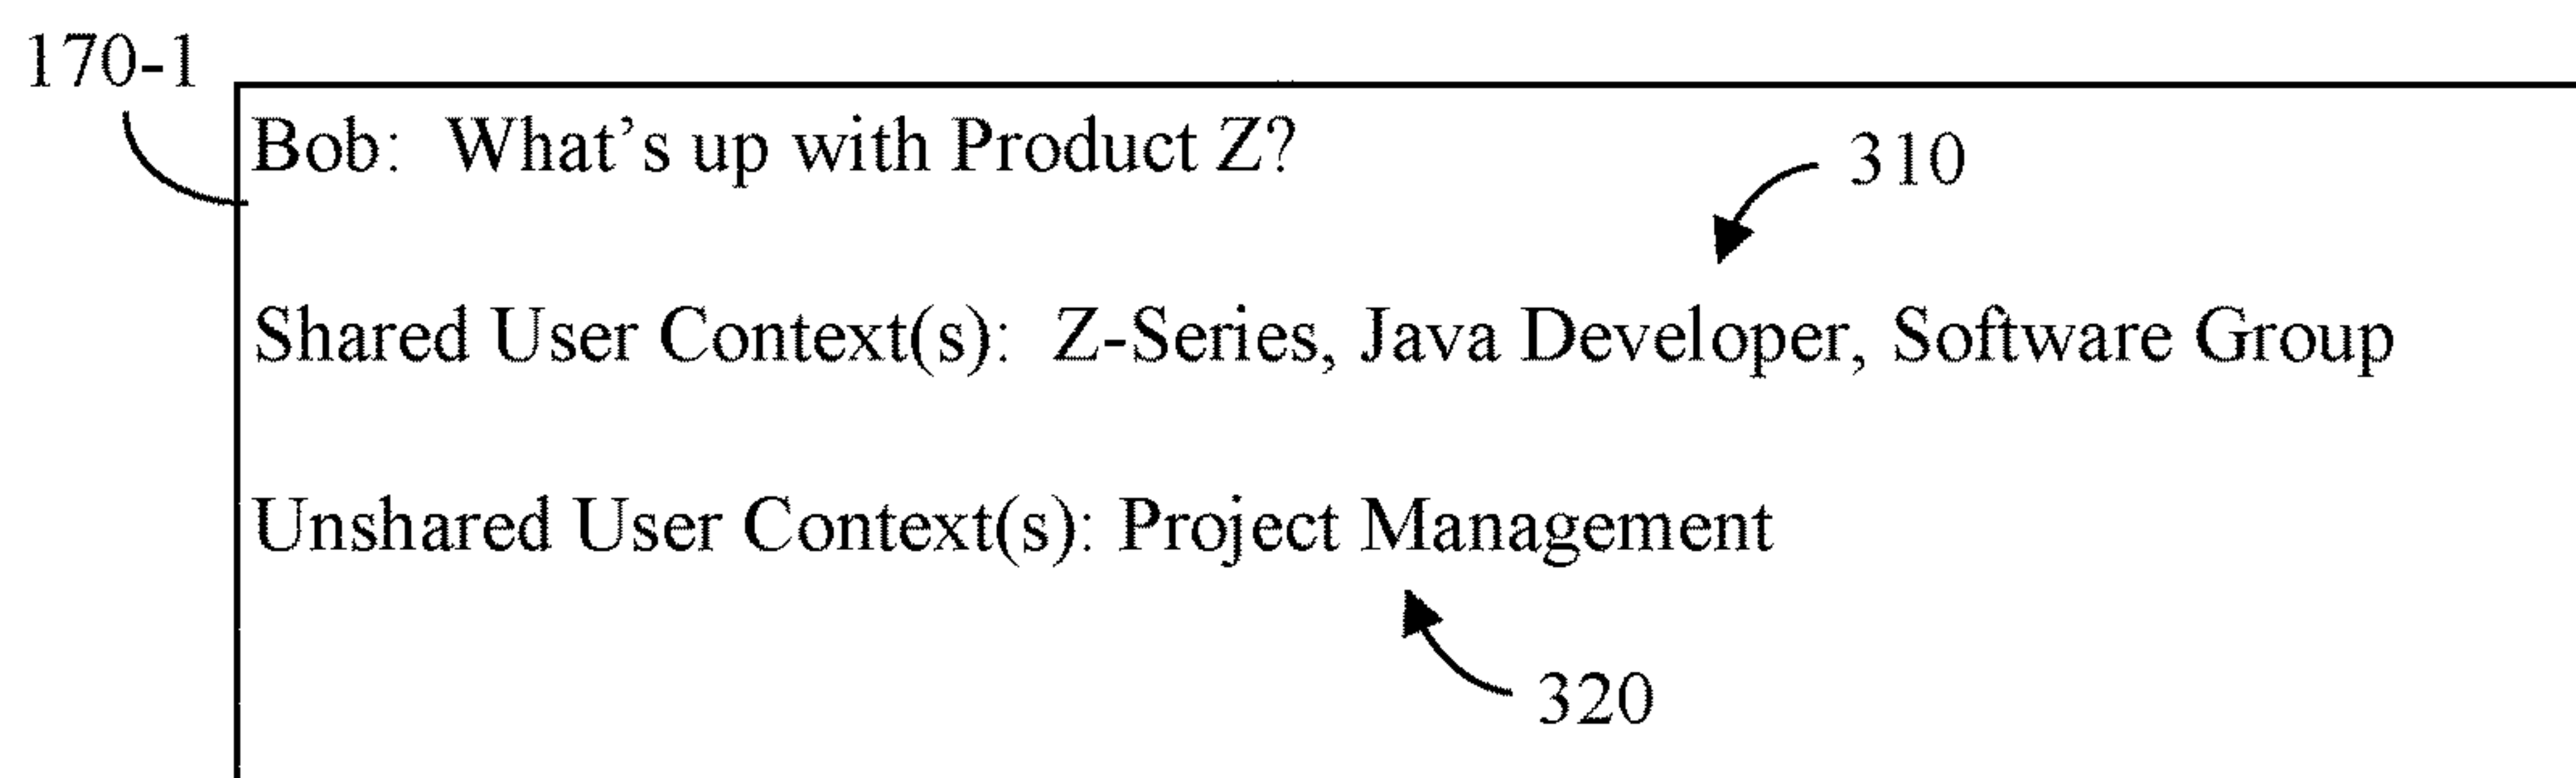 170-1
Bob: What's up with Product Z?
310
Shared User Context(s): Z-Series, Java Developer, Software Group
Unshared User Context(s): Project Management
320